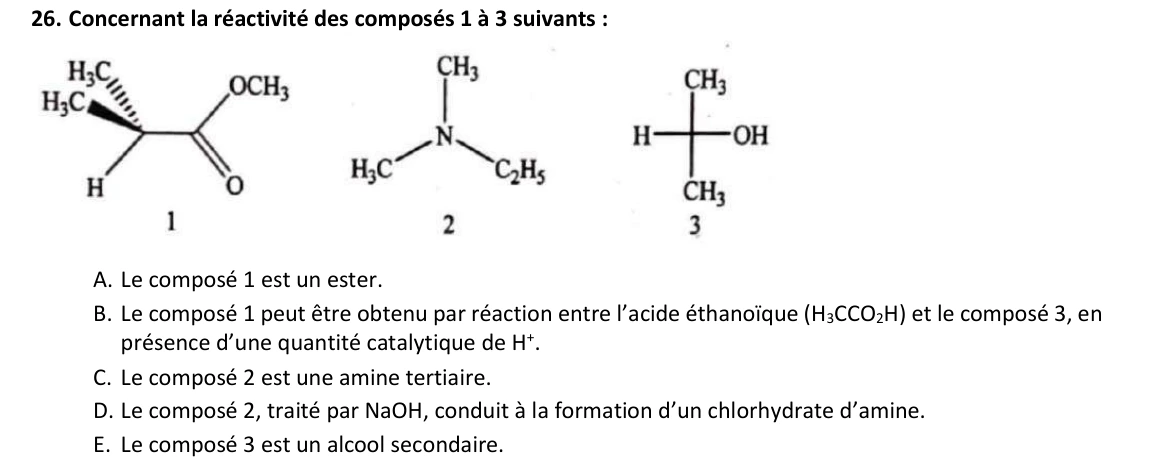 26. Concernant la réactivité des composés 1 à 3 suivants :
H₃C
H₃C
OCH₃
H
O
1
CH₃
N
H₃C
C₂H₅
2
CH₃
H
OH
CH₃
3
A. Le composé 1 est un ester.
B. Le composé 1 peut être obtenu par réaction entre l’acide éthanoïque (H₃CCO₂H) et le composé 3, en
présence d’une quantité catalytique de H⁺.
C. Le composé 2 est une amine tertiaire.
D. Le composé 2, traité par NaOH, conduit à la formation d’un chlorhydrate d’amine.
E. Le composé 3 est un alcool secondaire.